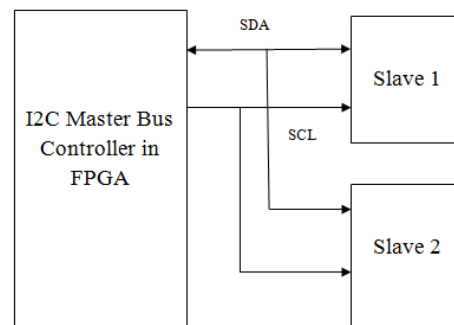 SDA
Slave 1
I2C Master Bus
Controller in
FPGA
SCL
Slave 2